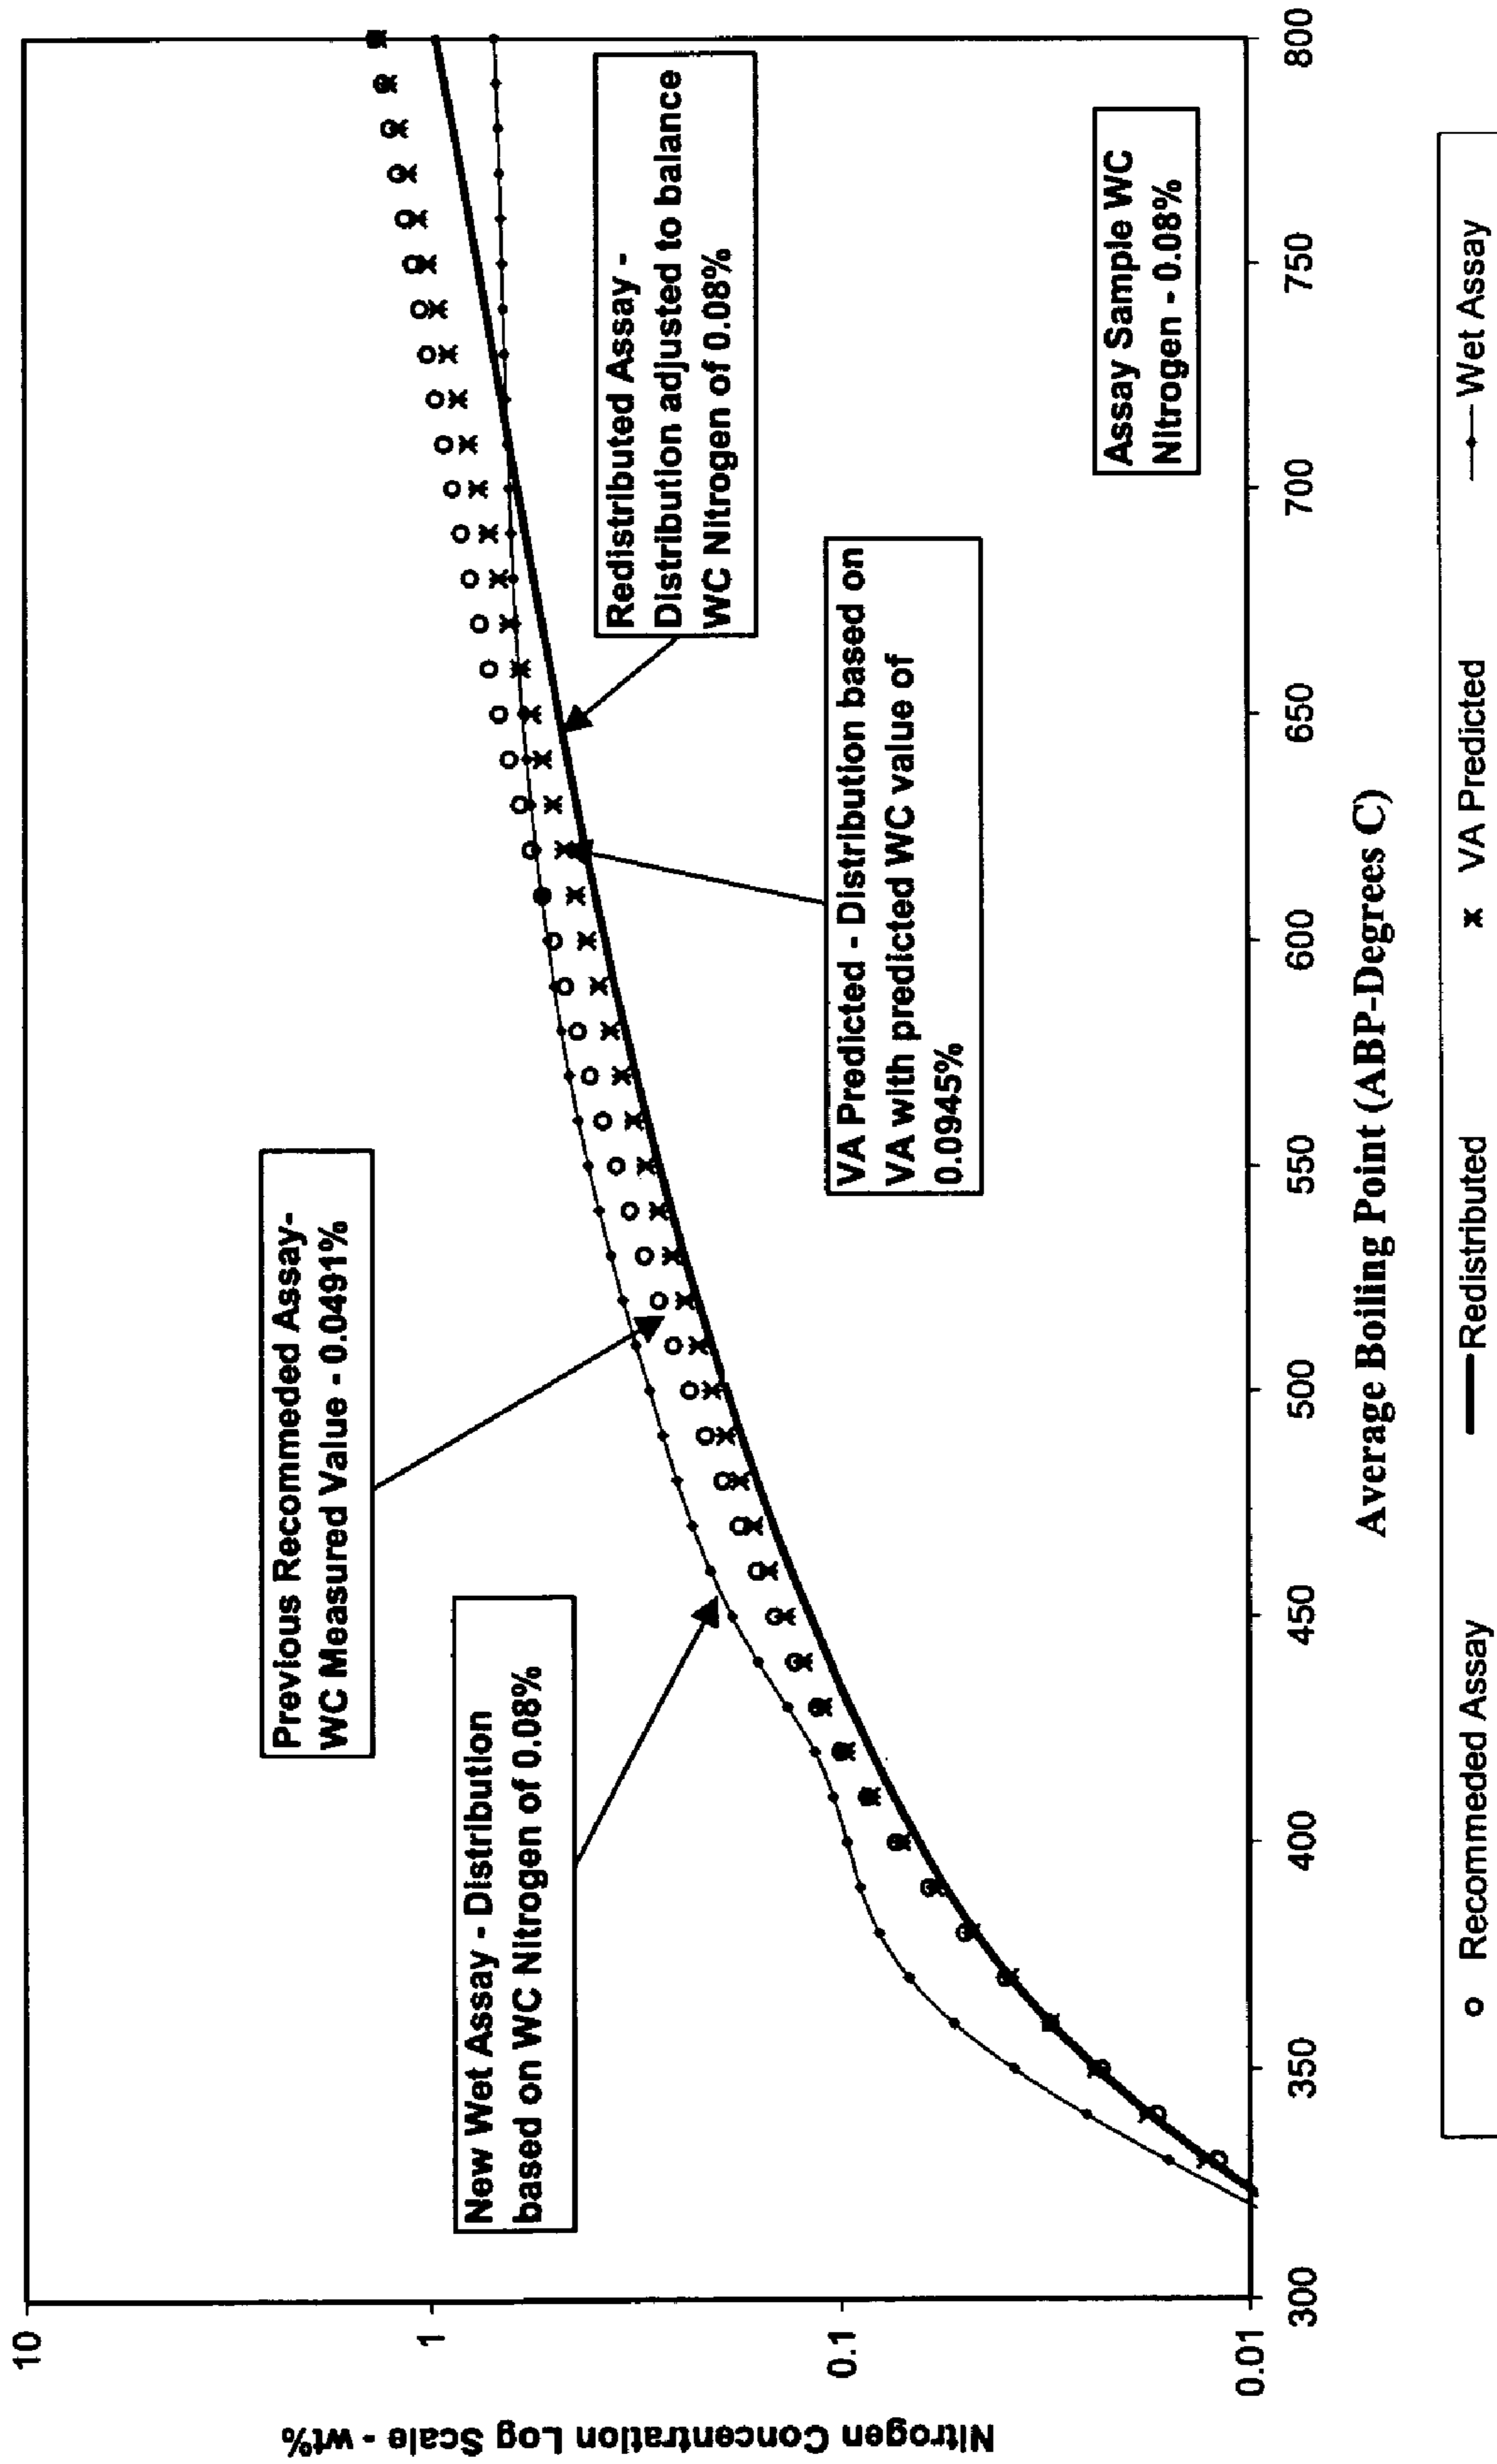 Nitrogen Concentration Log Scale - wt%
10
1
0.1
0.01
New Wet Assay - Distribution
based on WC Nitrogen of 0.08%
Previous Recommeded Assay-
WC Measured Value - 0.0491%
VA Predicted - Distribution based on
VA with predicted WC value of
0.0945%
Redistributed Assay -
Distribution adjusted to balance
WC Nitrogen of 0.08%
Assay Sample WC
Nitrogen - 0.08%
300
350
400
450
500
550
600
650
700
750
800
Average Boiling Point (ABP-Degrees C)
Recommeded Assay
Redistributed
VA Predicted
Wet Assay